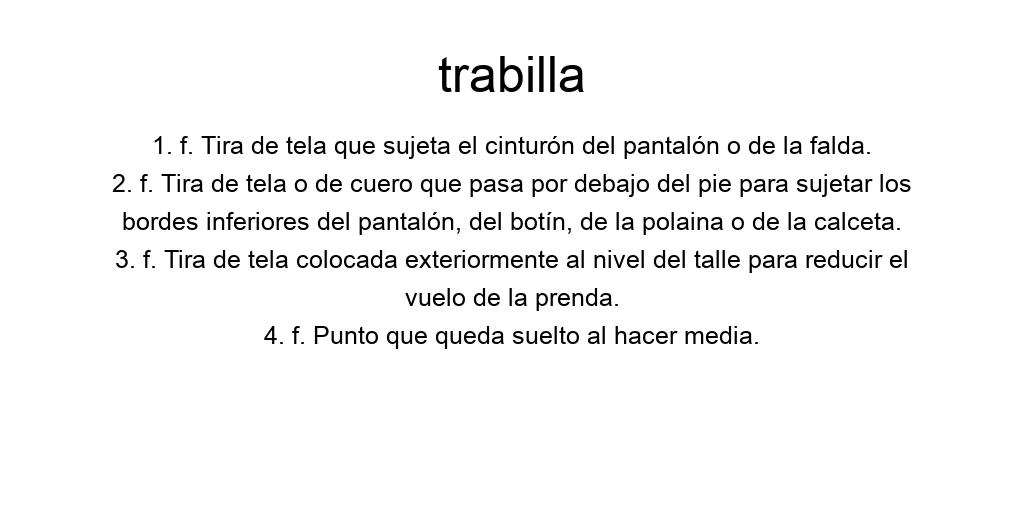 trabilla
1. f. Tira de tela que sujeta el cinturón del pantalón o de la falda.
2. f. Tira de tela o de cuero que pasa por debajo del pie para sujetar los
bordes inferiores del pantalón, del botín, de la polaina o de la calceta.
3. f. Tira de tela colocada exteriormente al nivel del talle para reducir el
vuelo de la prenda.
4. f. Punto que queda suelto al hacer media.